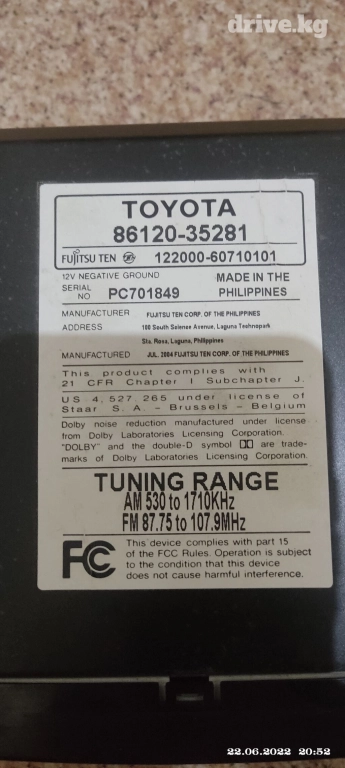 drive.kg
TOYOTA
86120-35281
FUJITSU TEN 122000-60710101
12V NEGATIVE GROUND
SERIAL NO PC701849
MADE IN THE PHILIPPINES
MANUFACTURER FUJITSU TEN CORP. OF THE PHILIPPINES
ADDRESS 100 South Science Avenue, Laguna Technopark
Sta. Rosa, Laguna, Philippines
MANUFACTURED JUL. 2004 FUJITSU TEN CORP. OF THE PHILIPPINES
This product complies with
21 CFR Chapter I Subchapter J.
US 4,527,265 under license of
Staar S.A. – Brussels – Belgium
Dolby noise reduction manufactured under license
from Dolby Laboratories Licensing Corporation.
"DOLBY" and the double-D symbol are trade-
marks of Dolby Laboratories Licensing Corporation.
TUNING RANGE
AM 530 to 1710KHz
FM 87.75 to 107.9MHz
FC This device complies with part 15
of the FCC Rules. Operation is subject
to the condition that this device
does not cause harmful interference.
22.06.2022 20:52